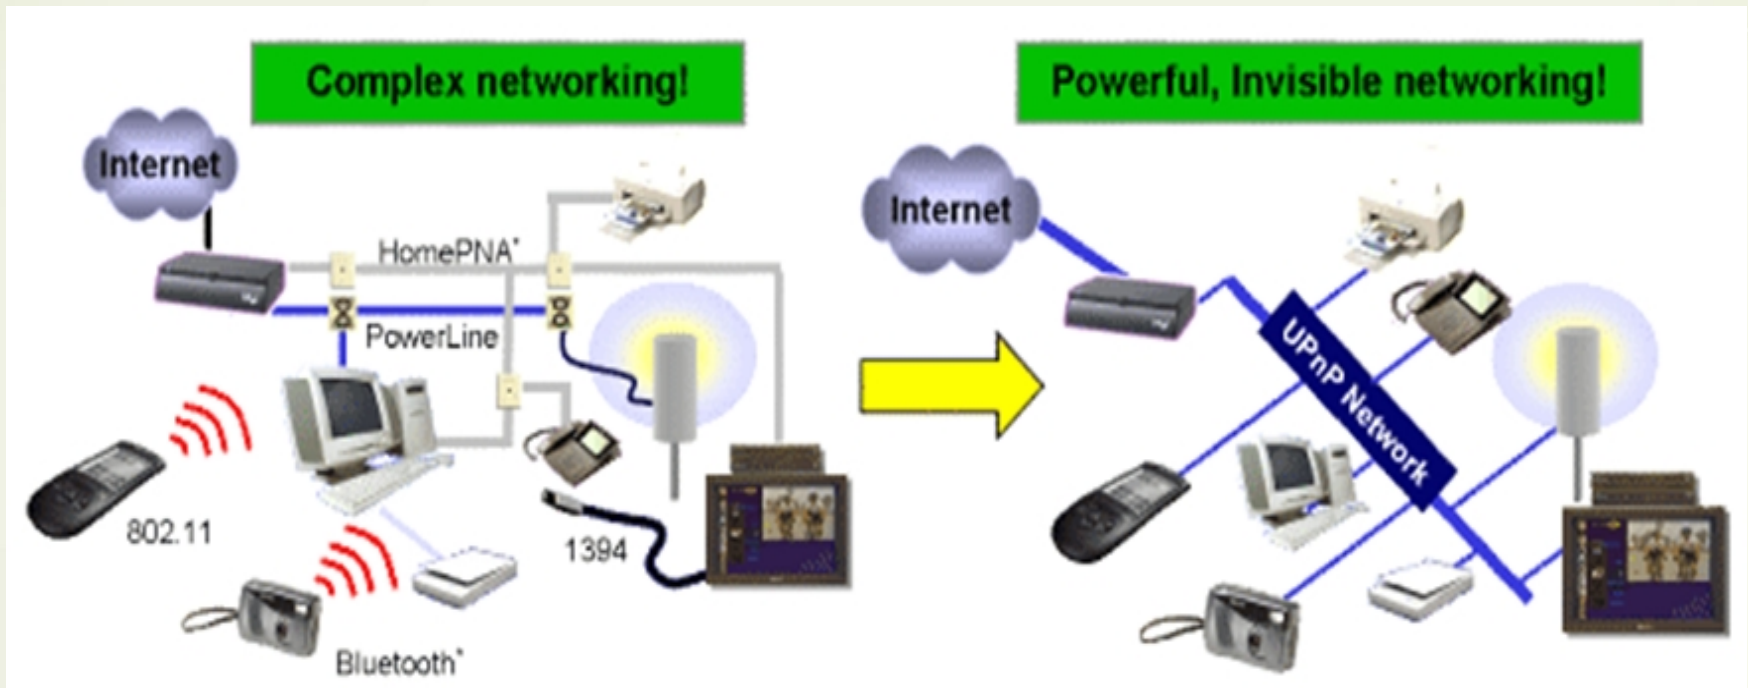 Complex networking!
Internet
HomePNA*
PowerLine
802.11
1394
Bluetooth*
Powerful, Invisible networking!
Internet
UPnP Network